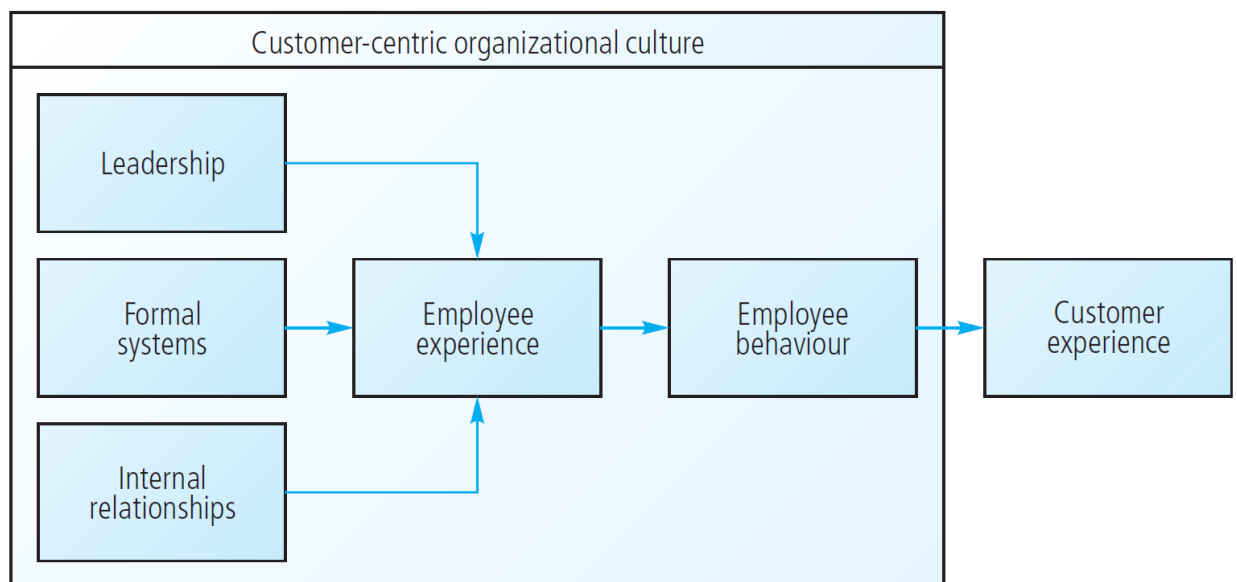 Customer-centric organizational culture
Leadership
Formal
systems
Employee
experience
Employee
behaviour
Customer
experience
Internal
relationships